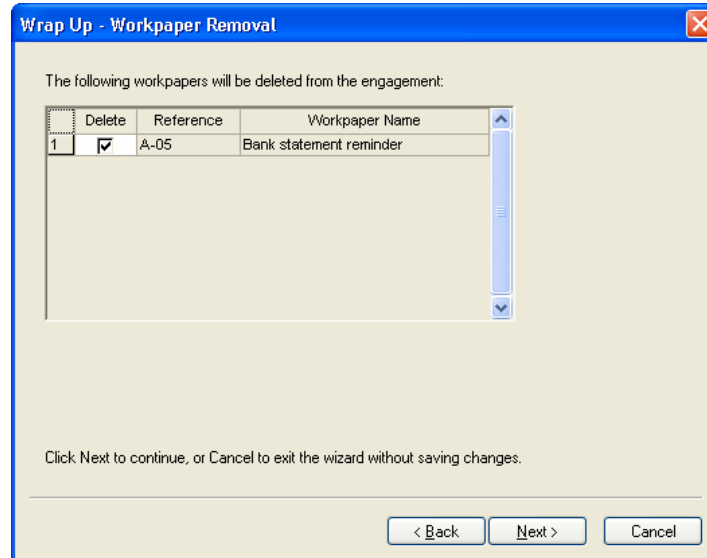 Wrap Up - Workpaper Removal
The following workpapers will be deleted from the engagement:
Delete Reference Workpaper Name
1 A-05 Bank statement reminder
Click Next to continue, or Cancel to exit the wizard without saving changes.
< Back Next > Cancel